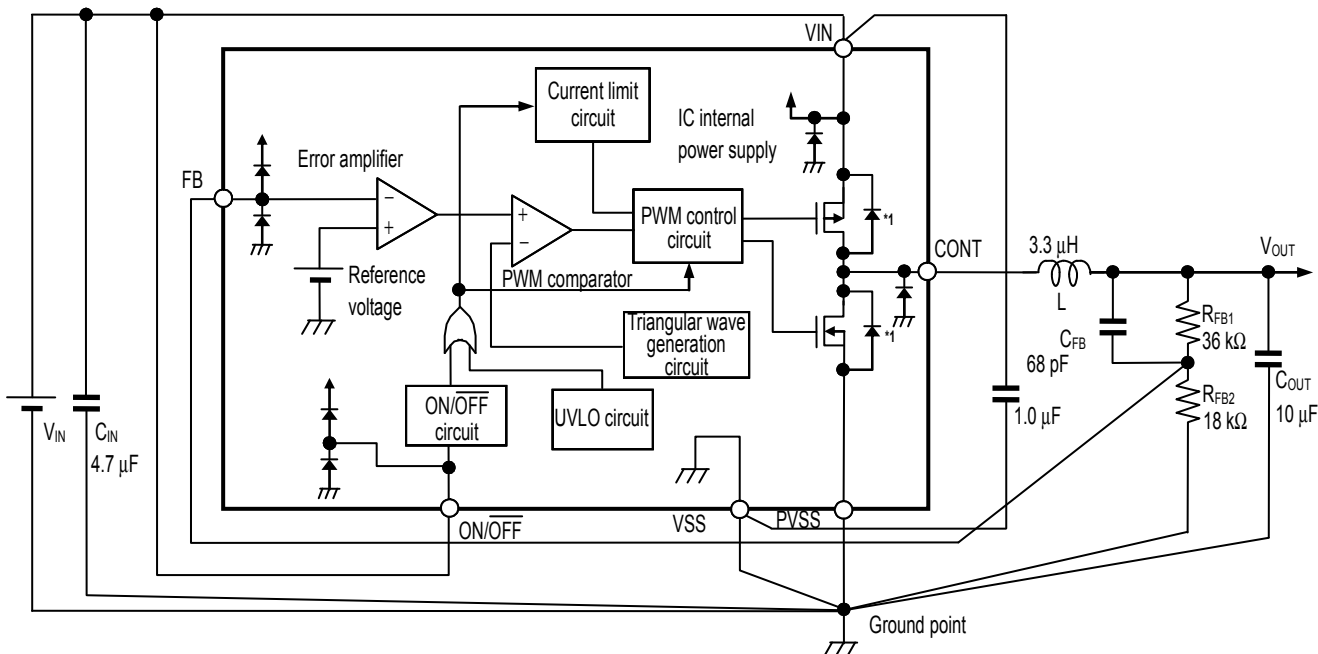 VIN
Current limit
circuit
IC internal
power supply
Error amplifier
FB
*1
PWM control
circuit
CONT
3.3 μH
VOUT
L
Reference
voltage
PWM comparator
Triangular wave
generation
circuit
*1
RFB1
36 kΩ
CFB
68 pF
COUT
10 μF
RFB2
18 kΩ
1.0 μF
ON/OFF
circuit
UVLO circuit
VIN
CIN
4.7 μF
ON/OFF
VSS
PVSS
Ground point